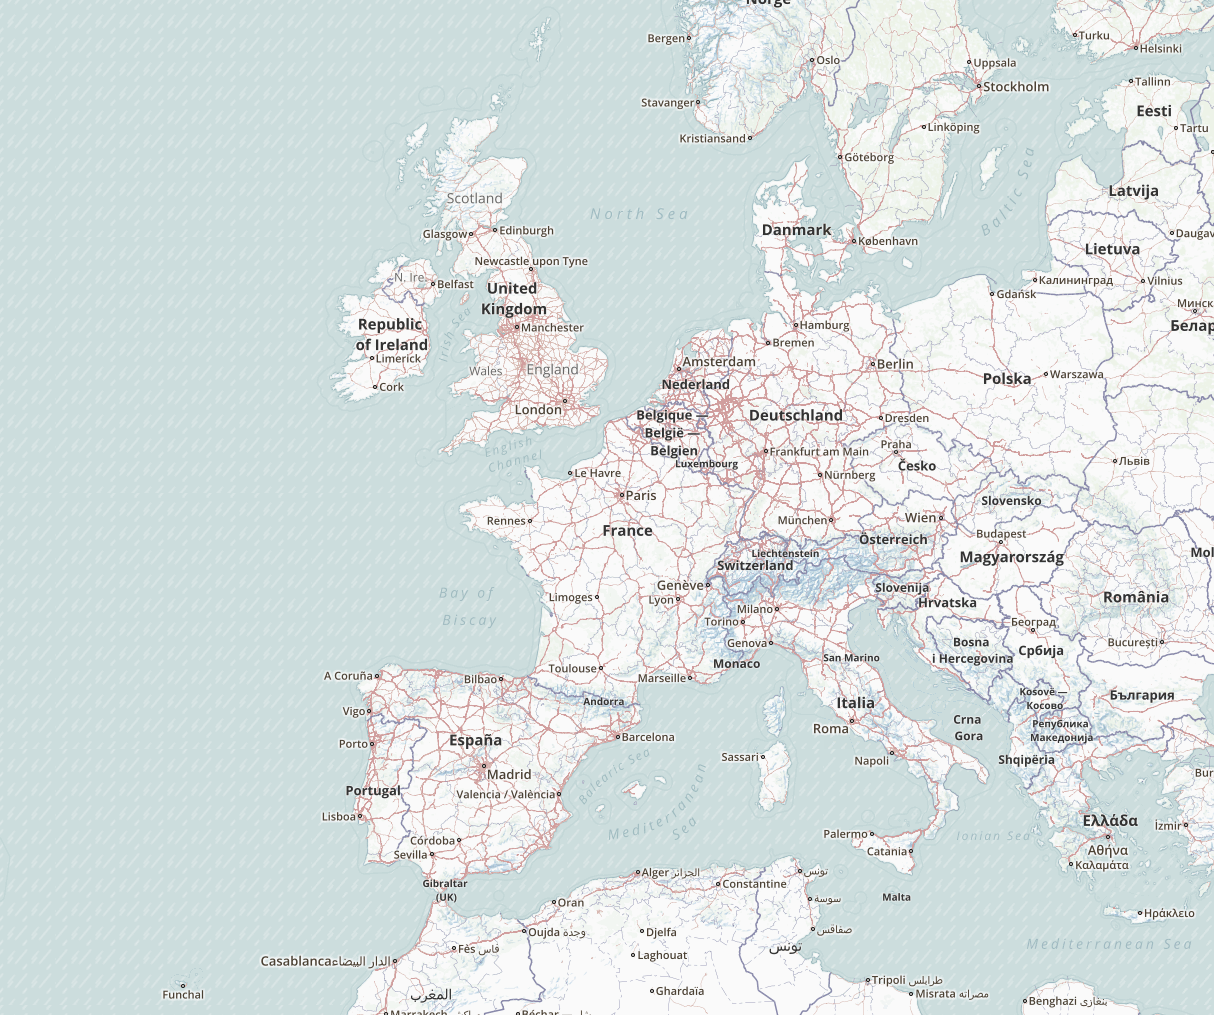 Norge
Bergen
Oslo
Turku
Helsinki
Uppsala
Stockholm
Tallinn
Stavanger
Eesti
Linköping
Tartu
Kristiansand
Göteborg
Baltic Sea
Latvija
Scotland
North Sea
Danmark
Glasgow
Edinburgh
København
Daugav
Lietuva
Newcastle upon Tyne
N. Ire.
Belfast
Калининград
Vilnius
United
Kingdom
Gdańsk
Минск
Republic
of Ireland
Irish Sea
Manchester
Hamburg
Белар
Bremen
Limerick
Wales
England
Amsterdam
Berlin
Cork
Nederland
Polska
Warszawa
London
Belgique —
België —
Belgien
Deutschland
Dresden
English
Channel
Praha
Frankfurt am Main
Luxembourg
Česko
Львів
Le Havre
Nürnberg
Paris
Slovensko
Rennes
München
Wien
France
Österreich
Budapest
Liechtenstein
Switzerland
Magyarország
Mol
Bay of
Biscay
Genève
Limoges
Lyon
Slovenija
Hrvatska
România
Milano
Torino
Београд
Genova
Bosna
i Hercegovina
Србија
București
Toulouse
Monaco
San Marino
A Coruña
Bilbao
Marseille
Andorra
Kosovë —
Косово
България
Vigo
Italia
Roma
Crna
Gora
Република
Македонија
Porto
España
Barcelona
Sassari
Napoli
Shqipëria
Madrid
Balearic Sea
Bur
Portugal
Valencia / València
Mediterranean
Sea
Lisboa
Ελλάδα
İzmir
Córdoba
Palermo
Ionian Sea
Sevilla
Catania
Αθήνα
Καλαμάτα
Gibraltar
(UK)
Alger الجزائر
Constantine
تونس
Malta
Oran
سوسة
Ηράκλειο
Oujda وجدة
Djelfa
صفاقس
Fès فاس
تونس
Mediterranean Sea
Casablanca الدار البيضاء
Laghouat
Funchal
المغرب
Ghardaïa
Tripoli طرابلس
Misrata مصراتة
Benghazi بنغازي
Marrakech
Béchar